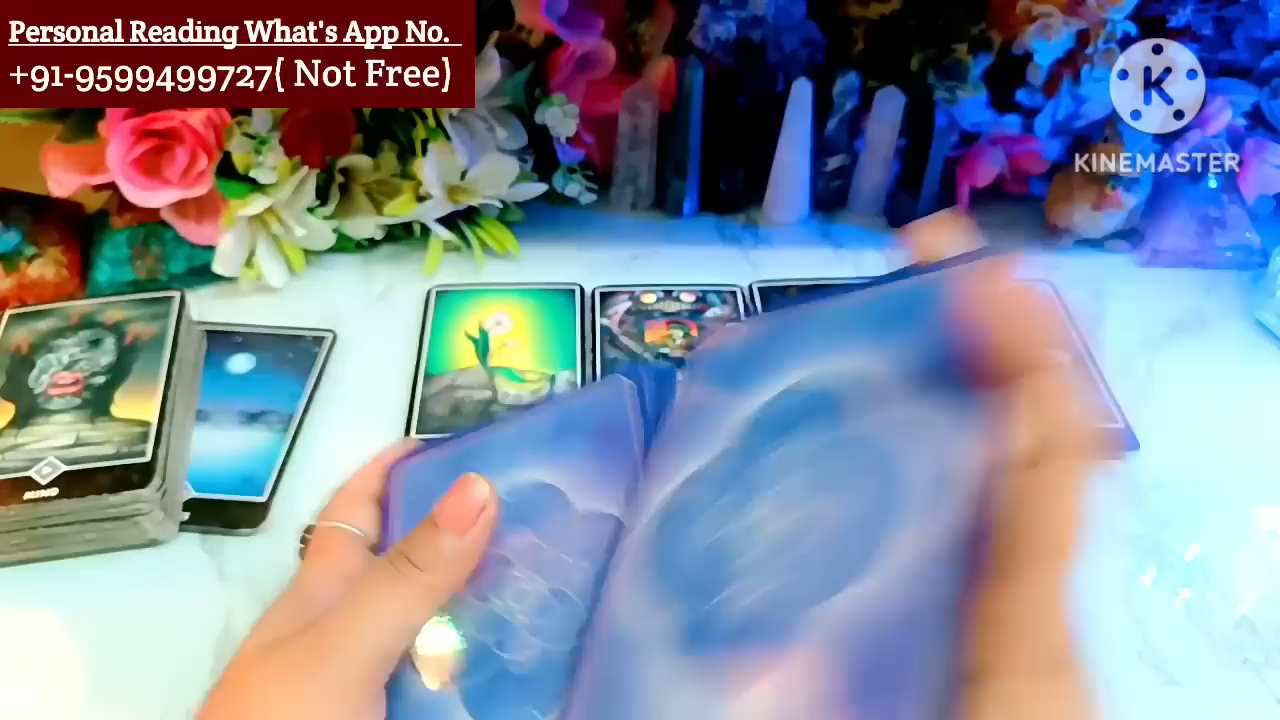 Personal Reading What's App No.
+91-9599499727( Not Free)
K
KINEMASTER
MIND